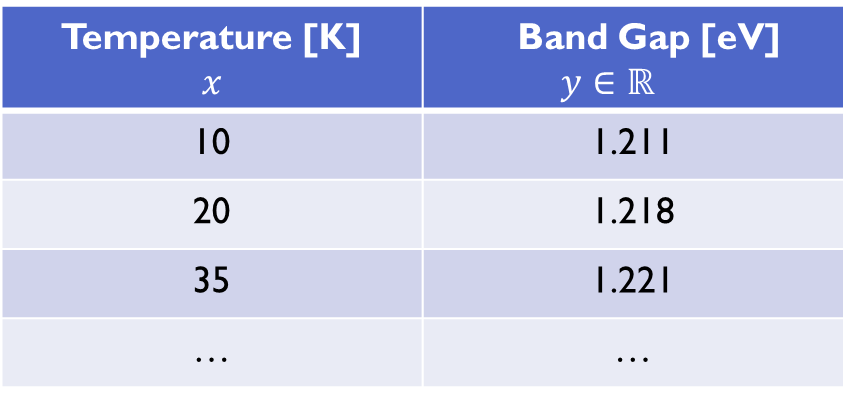 Temperature [K] Band Gap [eV]
x y ∈ ℝ
10 1.211
20 1.218
35 1.221
… …